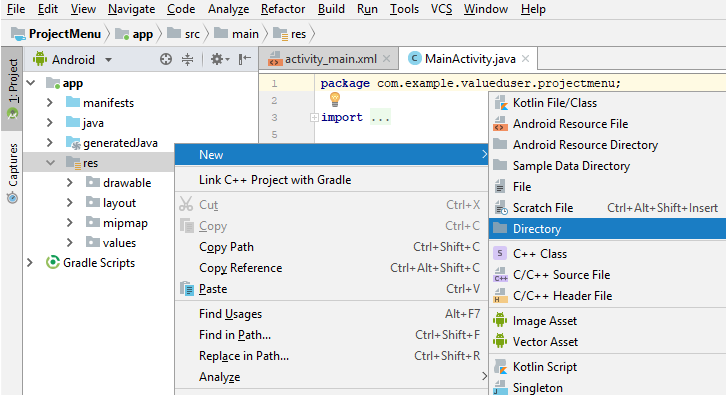 File Edit View Navigate Code Analyze Refactor Build Run Tools VCS Window Help
ProjectMenu app src main res
1: Project
Captures
Android
app
manifests
java
generatedJava
res
drawable
layout
mipmap
values
Gradle Scripts
activity_main.xml
MainActivity.java
1 package com.example.valueduser.projectmenu;
2
3 import ...
5
New
Link C++ Project with Gradle
Cut Ctrl+X
Copy Ctrl+C
Copy Path Ctrl+Shift+C
Copy Reference Ctrl+Alt+Shift+C
Paste Ctrl+V
Find Usages Alt+F7
Find in Path... Ctrl+Shift+F
Replace in Path... Ctrl+Shift+R
Analyze
Kotlin File/Class
Android Resource File
Android Resource Directory
Sample Data Directory
File
Scratch File Ctrl+Alt+Shift+Insert
Directory
C++ Class
C/C++ Source File
C/C++ Header File
Image Asset
Vector Asset
Kotlin Script
Singleton